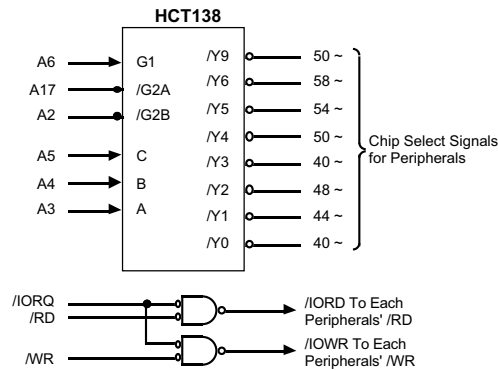 HCT138
A6 G1 /Y9 50 ~
A17 /G2A /Y6 58 ~
A2 /G2B /Y5 54 ~
/Y4 50 ~
A5 C /Y3 40 ~
A4 B /Y2 48 ~
A3 A /Y1 44 ~
/Y0 40 ~
Chip Select Signals
for Peripherals
/IORQ
/RD
/IORD To Each
Peripherals' /RD
/WR
/IOWR To Each
Peripherals' /WR